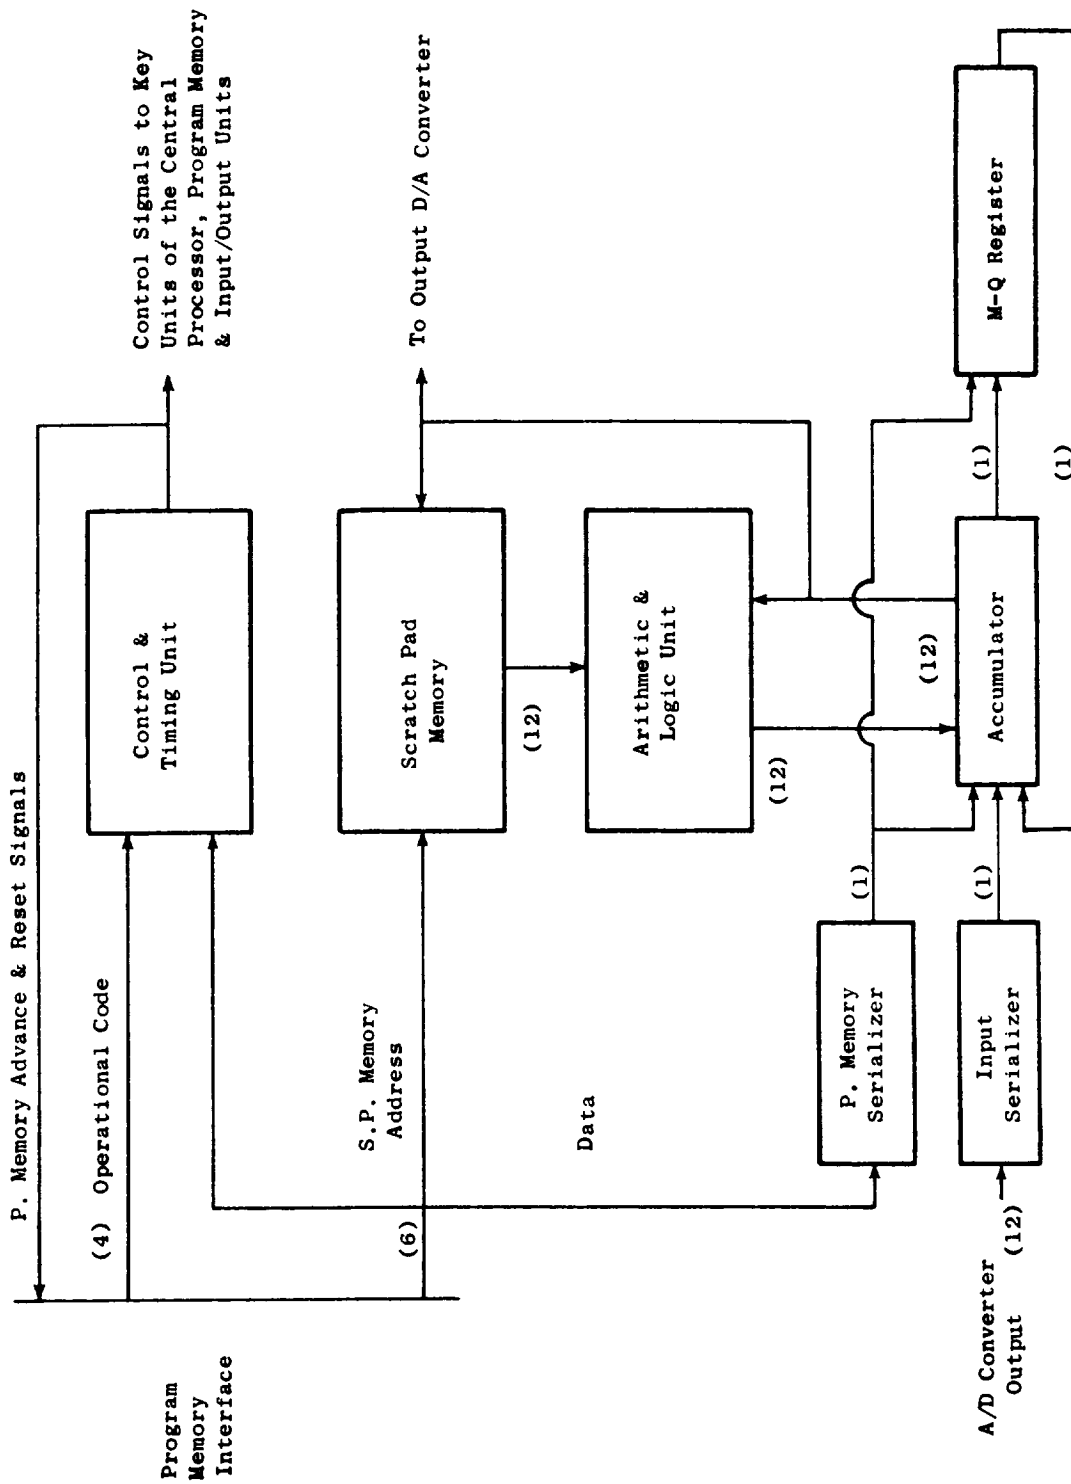 P. Memory Advance & Reset Signals
Program
Memory
Interface
(4) Operational Code
Control &
Timing Unit
Control Signals to Key
Units of the Central
Processor, Program Memory
& Input/Output Units
(6)
S.P. Memory
Address
Scratch Pad
Memory
To Output D/A Converter
(12)
Data
Arithmetic &
Logic Unit
(12)
(12)
P. Memory
Serializer
(1)
A/D Converter
Output
(12)
Input
Serializer
(1)
Accumulator
(1)
M-Q Register
(1)